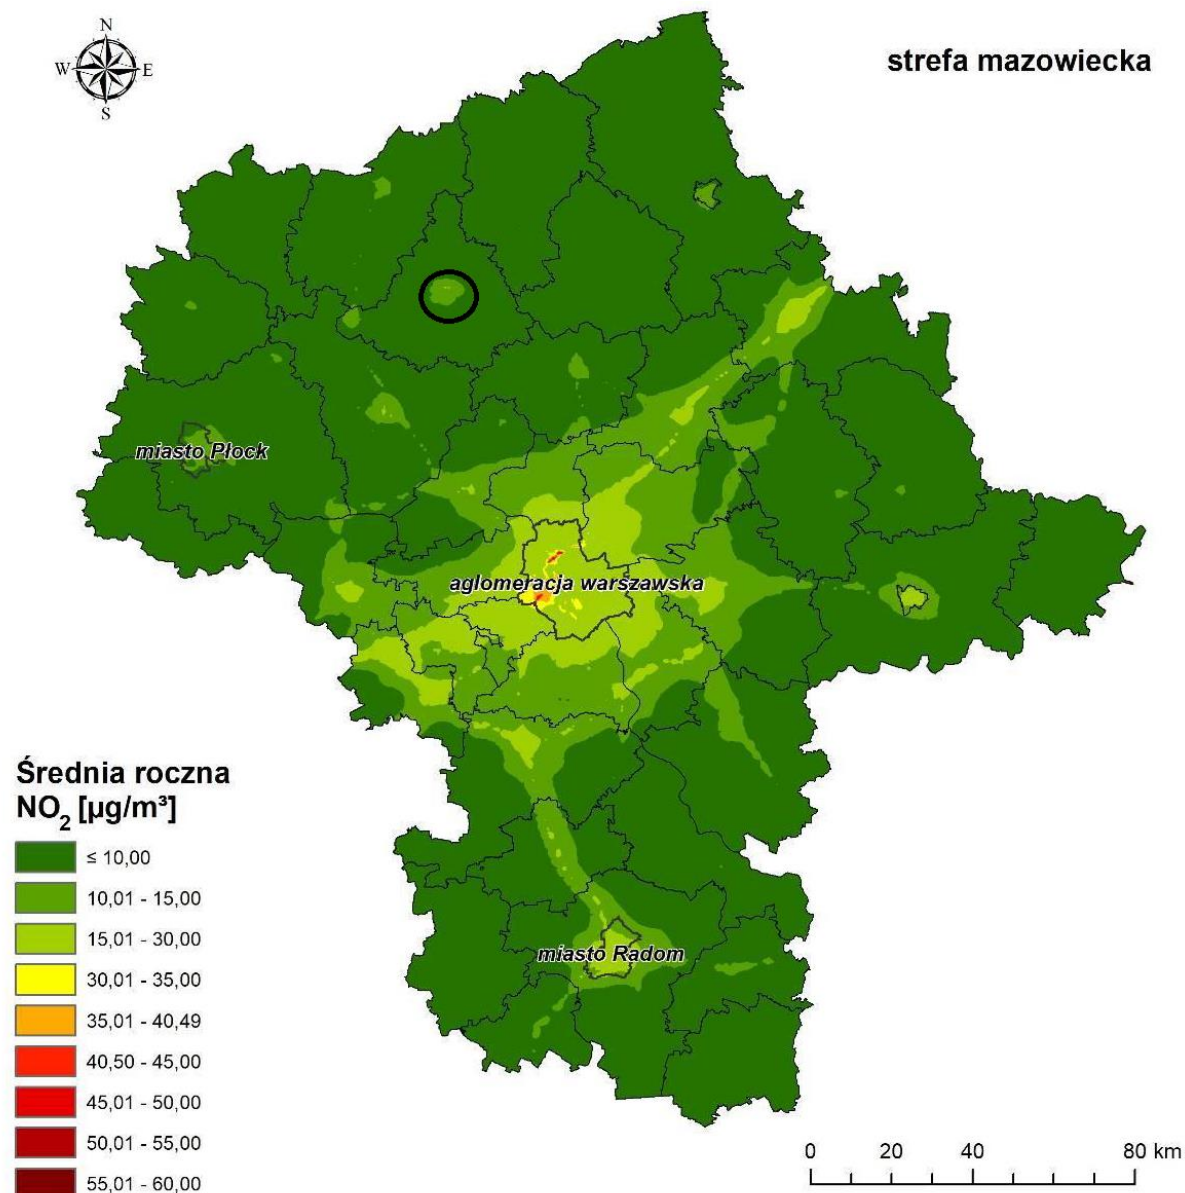 N
W E
S
strefa mazowiecka
miasto Płock
aglomeracja warszawska
miasto Radom
Średnia roczna
NO₂ [µg/m³]
≤ 10,00
10,01 - 15,00
15,01 - 30,00
30,01 - 35,00
35,01 - 40,49
40,50 - 45,00
45,01 - 50,00
50,01 - 55,00
55,01 - 60,00
0 20 40 80 km